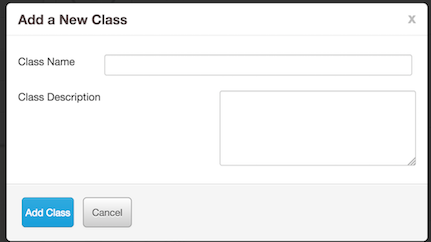 Add a New Class
x
Class Name
Class Description
Add Class
Cancel